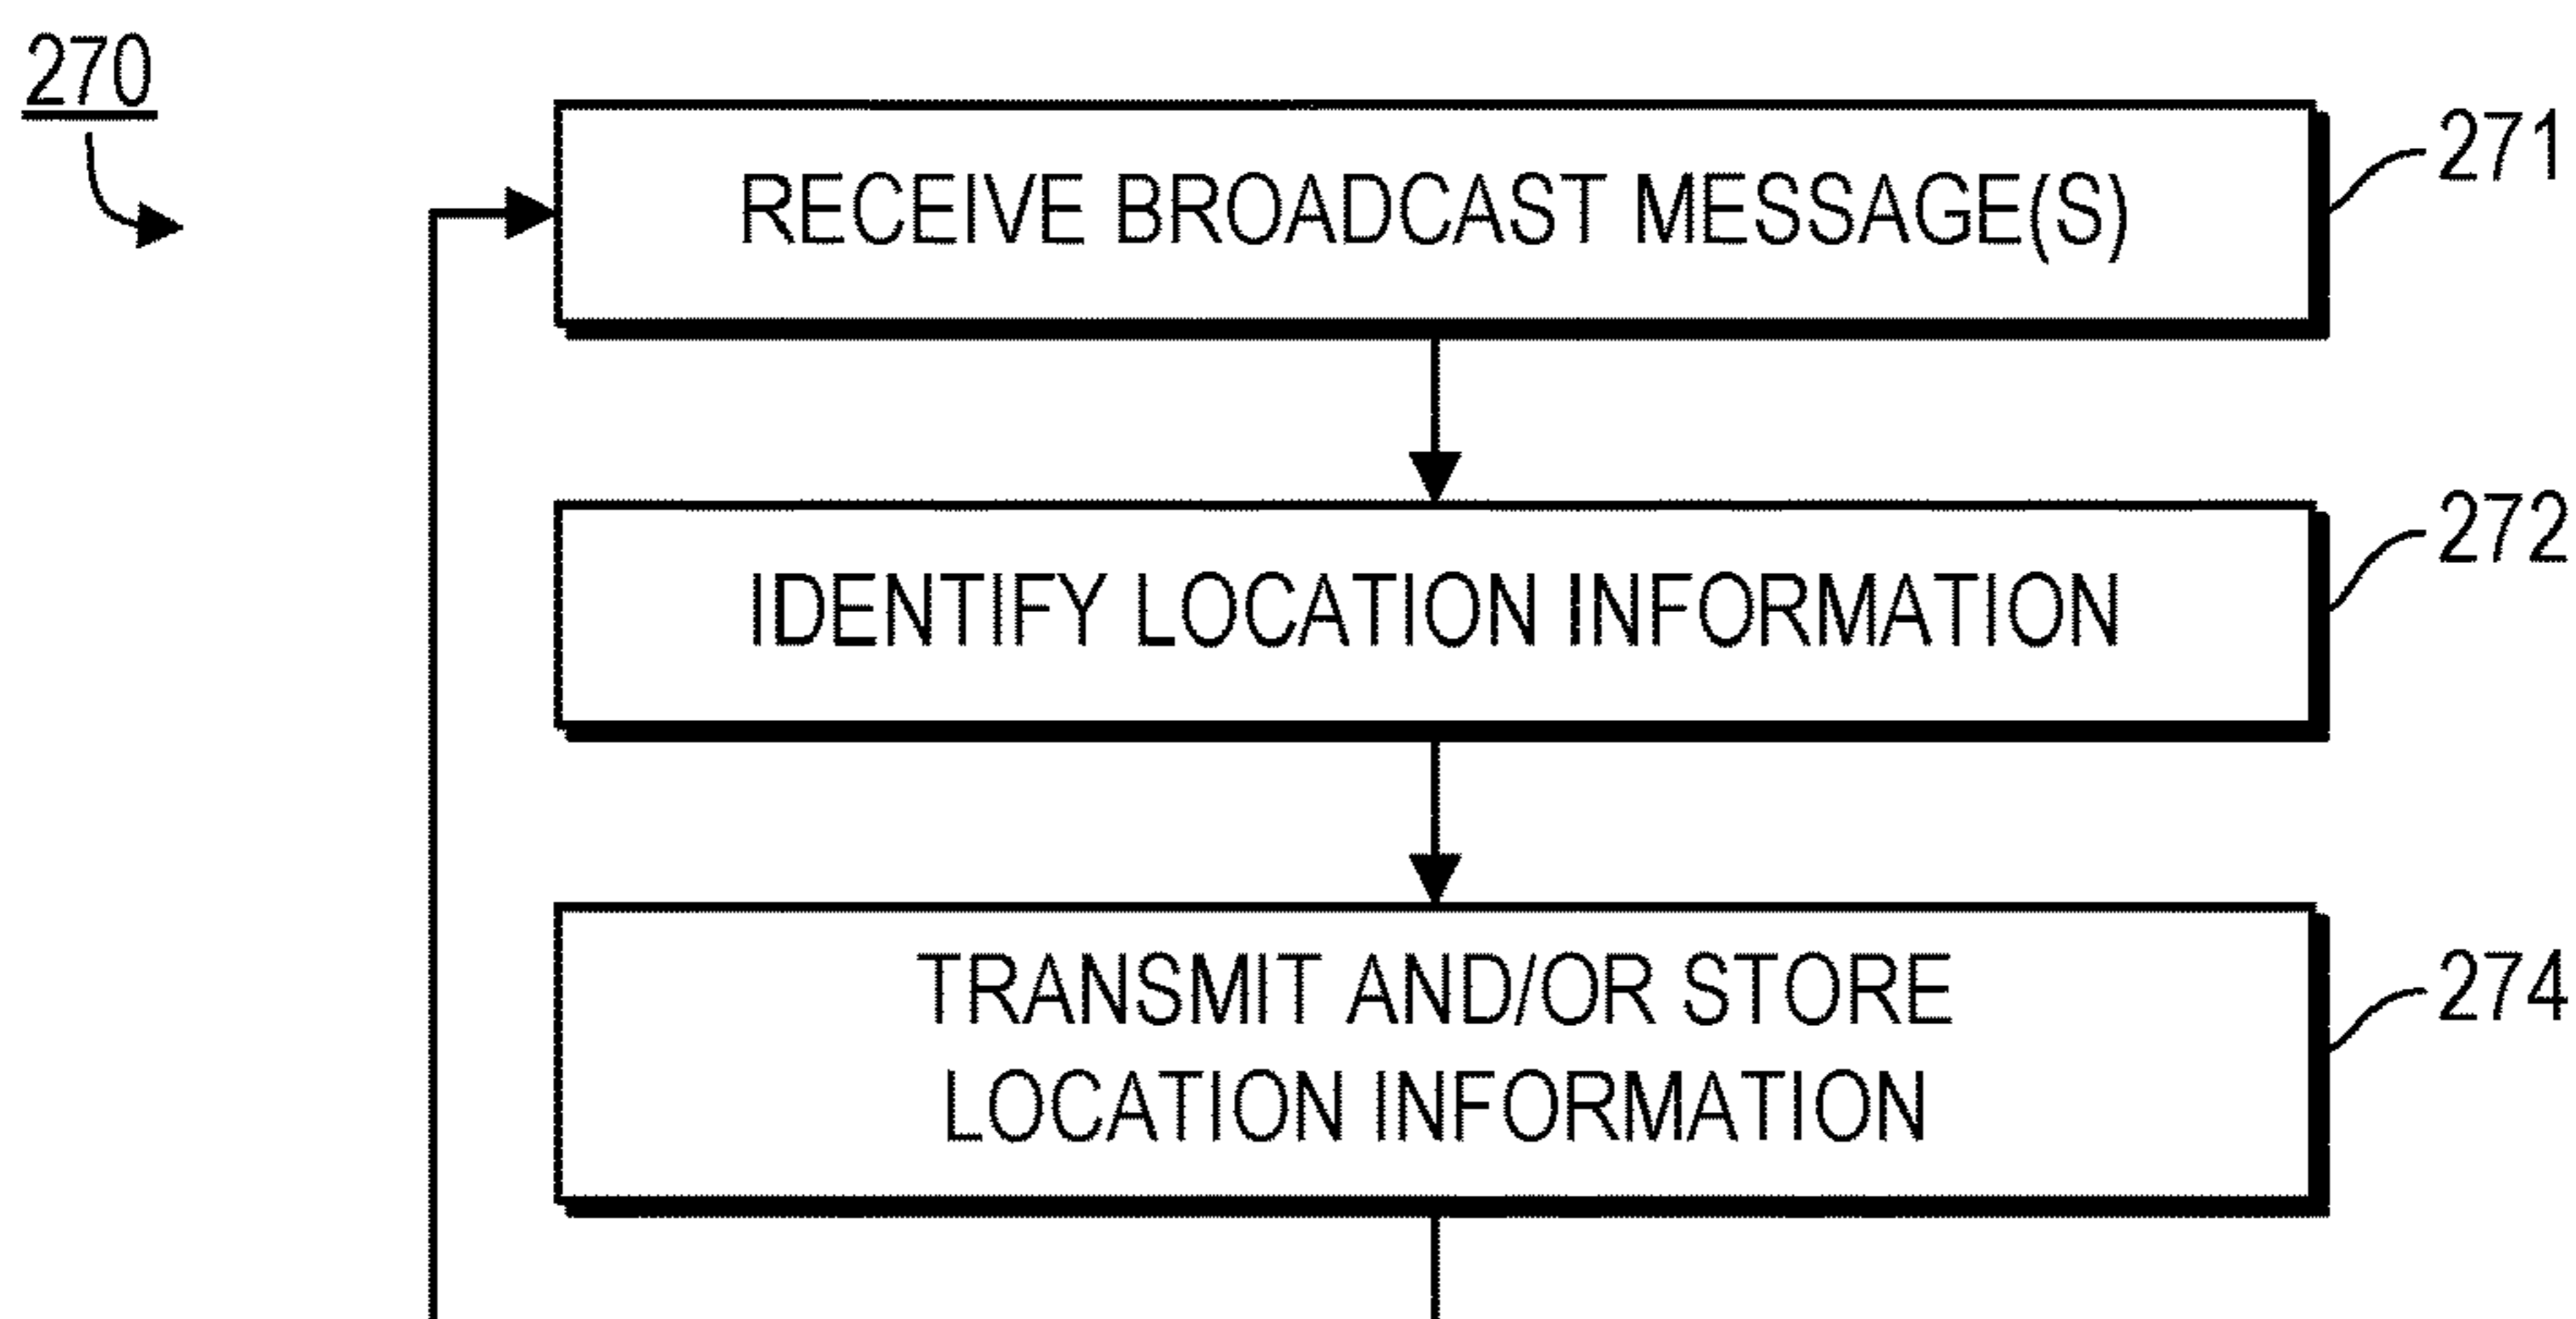 270
RECEIVE BROADCAST MESSAGE(S)
271
IDENTIFY LOCATION INFORMATION
272
TRANSMIT AND/OR STORE
LOCATION INFORMATION
274